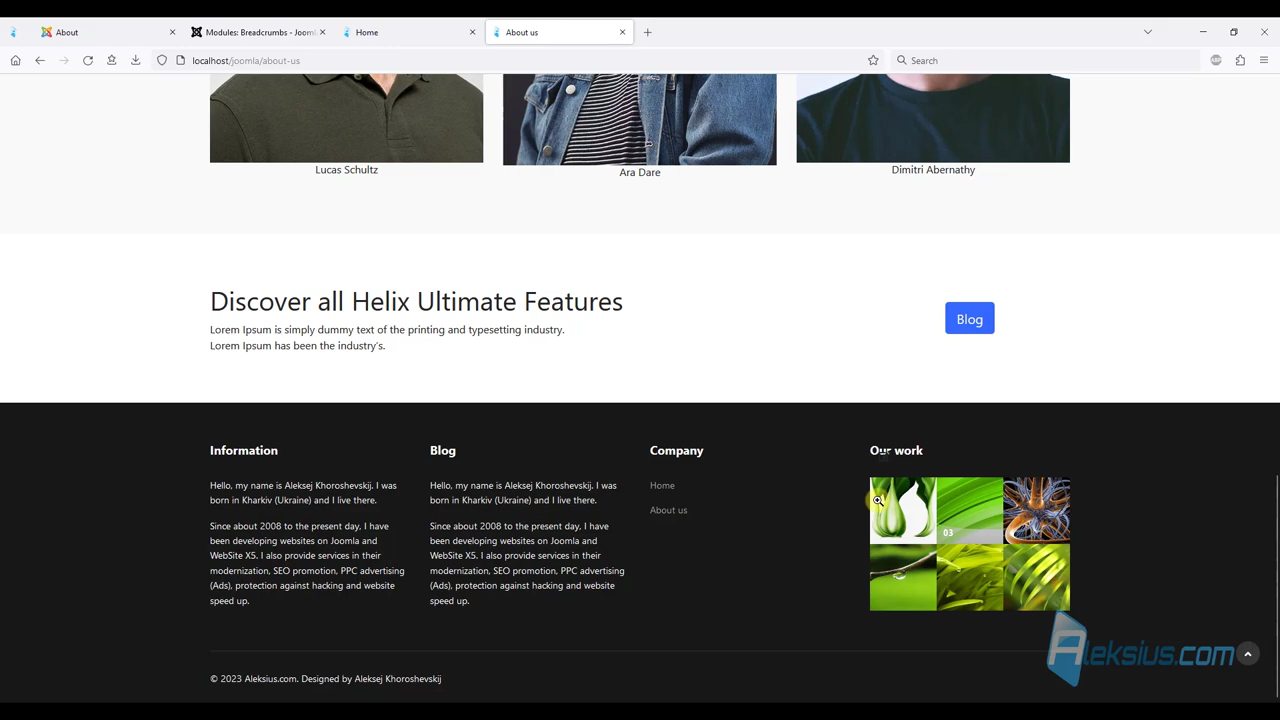 About
Modules: Breadcrumbs - Jooml
Home
About us
localhost/joomla/about-us
Search
Lucas Schultz
Ara Dare
Dimitri Abernathy
Discover all Helix Ultimate Features
Lorem Ipsum is simply dummy text of the printing and typesetting industry.
Lorem Ipsum has been the industry's.
Blog
Information
Hello, my name is Aleksej Khoroshevskij. I was
born in Kharkiv (Ukraine) and I live there.
Since about 2008 to the present day, I have
been developing websites on Joomla and
WebSite X5. I also provide services in their
modernization, SEO promotion, PPC advertising
(Ads), protection against hacking and website
speed up.
Blog
Hello, my name is Aleksej Khoroshevskij. I was
born in Kharkiv (Ukraine) and I live there.
Since about 2008 to the present day, I have
been developing websites on Joomla and
WebSite X5. I also provide services in their
modernization, SEO promotion, PPC advertising
(Ads), protection against hacking and website
speed up.
Company
Home
About us
Our work
03
Aleksius.com
© 2023 Aleksius.com. Designed by Aleksej Khoroshevskij